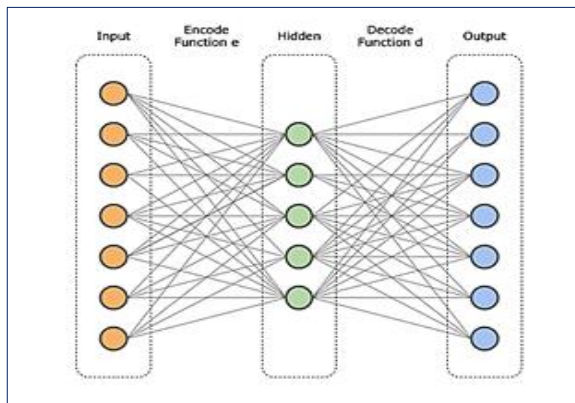 Input
Encode
Function e
Hidden
Decode
Function d
Output